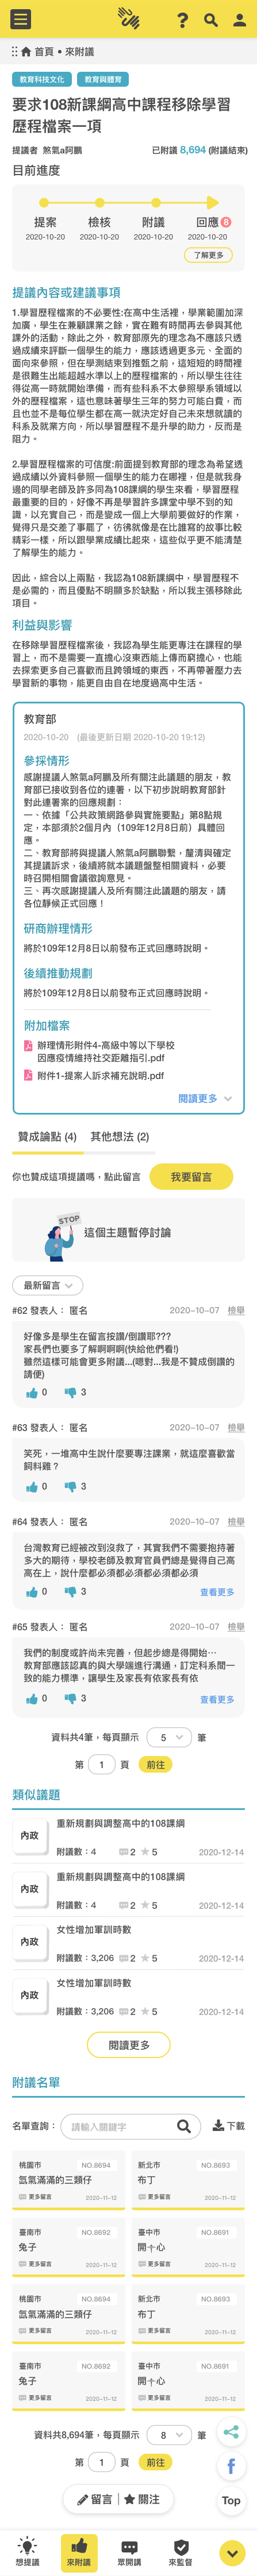 首頁 • 來附議
教育科技文化 教育與體育
要求108新課綱高中課程移除學習
歷程檔案一項
提議者 煞氣a阿鵬 已附議 8,694 (附議結束)
目前進度
提案 檢核 附議 回應 8
2020-10-20 2020-10-20 2020-10-20 2020-10-20
了解更多
提議內容或建議事項
1.學習歷程檔案的不必要性:在高中生活裡，學業範圍加深
加廣，學生在兼顧課業之餘，實在難有時間再去參與其他
課外的活動，除此之外，教育部原先的理念為不應該只透
過成績來評斷一個學生的能力，應該透過更多元、全面的
面向來參照，但在學測結束到推甄之前，這短短的時間裡
是很難生出能超越水準以上的歷程檔案的，所以學生往往
得從高一時就開始準備，而有些科系不太參照學系領域以
外的歷程檔案，這也意味著學生三年的努力可能白費，而
且也並不是每位學生都在高一就決定好自己未來想就讀的
科系及就業方向，所以學習歷程不是升學的助力，反而是
阻力。
2.學習歷程檔案的可信度:前面提到教育部的理念為希望透
過成績以外資料參照一個學生的能力在哪裡，但是就我身
邊的同學老師及許多同為108課綱的學生來看，學習歷程
最重要的目的，好像不再是學習許多課堂中學不到的知
識，以充實自己，而是變成一個上大學前要做好的作業，
覺得只是交差了事罷了，彷彿就像是在比誰寫的故事比較
精彩一樣，所以跟學業成績比起來，這些似乎更不能清楚
了解學生的能力。
因此，綜合以上兩點，我認為108新課綱中，學習歷程不
是必需的，而且優點不明顯多於缺點，所以我主張移除此
項目。
利益與影響
在移除學習歷程檔案後，我認為學生能更專注在課程的學
習上，而不是需要一直擔心沒東西能上傳而窮擔心，也能
去探索更多自己喜歡而且跨領域的東西，不再帶著壓力去
學習新的事物，能更自由自在地度過高中生活。
教育部
2020-10-20 (最後更新日期 2020-10-20 19:12)
參採情形
感謝提議人煞氣a阿鵬及所有關注此議題的朋友，教
育部已接收到各位的連署，以下初步說明教育部針
對此連署案的回應規劃：
一、依據「公共政策網路參與實施要點」第8點規
定，本部須於2個月內（109年12月8日前）具體回
應。
二、教育部將與提議人煞氣a阿鵬聯繫，釐清與確定
其提議訴求，後續將就本議題盤整相關資料，必要
時召開相關會議徵詢意見。
三、再次感謝提議人及所有關注此議題的朋友，請
各位靜候正式回應！
研商辦理情形
將於109年12月8日以前發布正式回應時說明。
後續推動規劃
將於109年12月8日以前發布正式回應時說明。
附加檔案
辦理情形附件4-高級中等以下學校
因應疫情維持社交距離指引.pdf
附件1-提案人訴求補充說明.pdf
閱讀更多
贊成論點 (4) 其他想法 (2)
你也贊成這項提議嗎，點此留言 我要留言
STOP
這個主題暫停討論
最新留言
#62 發表人： 匿名 2020-10-07 檢舉
好像多是學生在留言按讚/倒讚耶???
家長們也要多了解啊啊啊(快給他們看!)
雖然這樣可能會更多附議...(嗯對...我是不贊成倒讚的
請便)
0 3
#63 發表人： 匿名 2020-10-07 檢舉
笑死，一堆高中生說什麼要專注課業，就這麼喜歡當
飼料雞？
0 3
#64 發表人： 匿名 2020-10-07 檢舉
台灣教育已經被改到沒救了，其實我們不需要抱持著
多大的期待，學校老師及教育官員們總是覺得自己高
高在上，說什麼都必須都必須都必須都必須
0 3 查看更多
#65 發表人： 匿名 2020-10-07 檢舉
我們的制度或許尚未完善，但起步總是得開始⋯
教育部應該認真的與大學端進行溝通，訂定科系間一
致的能力標準，讓學生及家長有依家長有依
0 3 查看更多
資料共4筆，每頁顯示 5 筆
第 1 頁 前往
類似議題
內政 重新規劃與調整高中的108課綱
附議數：4 2 5 2020-12-14
內政 重新規劃與調整高中的108課綱
附議數：4 2 5 2020-12-14
內政 女性增加軍訓時數
附議數：3,206 2 5 2020-12-14
內政 女性增加軍訓時數
附議數：3,206 2 5 2020-12-14
閱讀更多
附議名單
名單查詢： 請輸入關鍵字 下載
桃園市 NO.8694 新北市 NO.8693
氙氣滿滿的三類仔 布丁
更多留言 2020-11-12 更多留言 2020-11-12
臺南市 NO.8692 臺中市 NO.8691
兔子 開↑心
更多留言 2020-11-12 更多留言 2020-11-12
桃園市 NO.8694 新北市 NO.8693
氙氣滿滿的三類仔 布丁
更多留言 2020-11-12 更多留言 2020-11-12
臺南市 NO.8692 臺中市 NO.8691
兔子 開↑心
更多留言 2020-11-12 更多留言 2020-11-12
資料共8,694筆，每頁顯示 8 筆
第 1 頁 前往
Top
留言 | 關注
想提議 來附議 眾開講 來監督